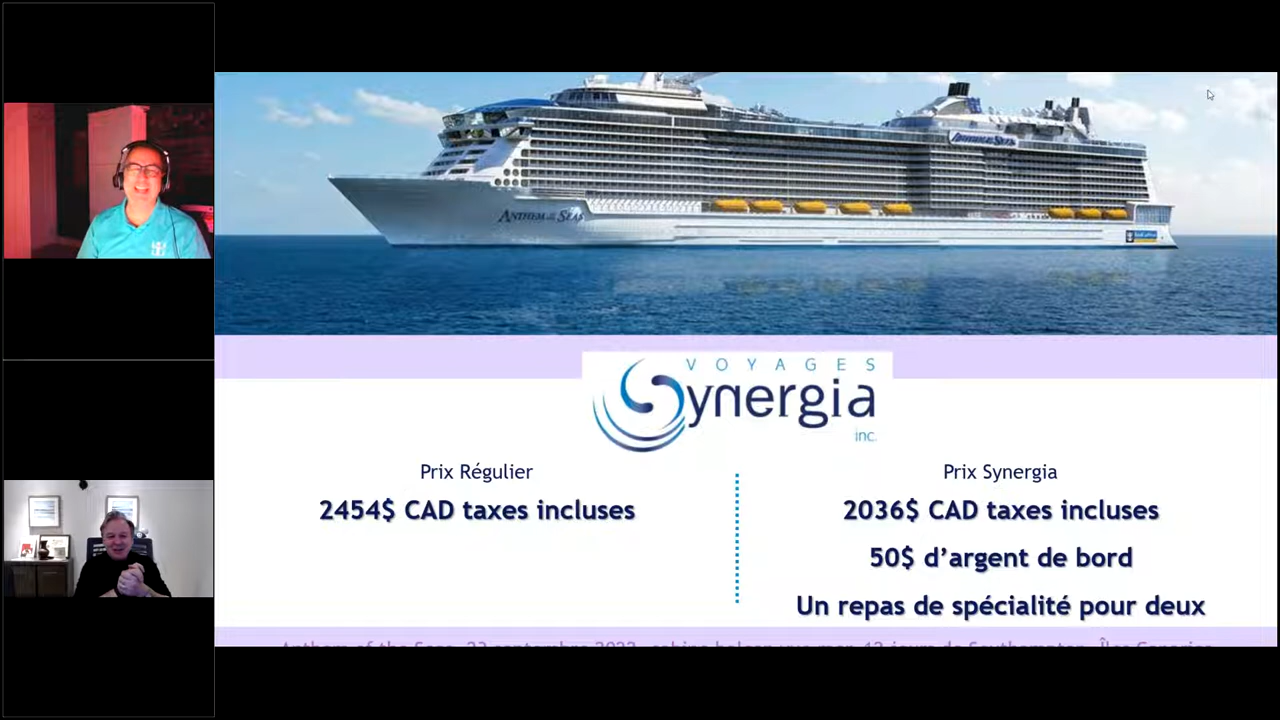 ANTHEM OF THE SEAS
ANTHEM OF THE SEAS
VOYAGES
Synergia
inc.
Prix Régulier
2454$ CAD taxes incluses
Prix Synergia
2036$ CAD taxes incluses
50$ d’argent de bord
Un repas de spécialité pour deux